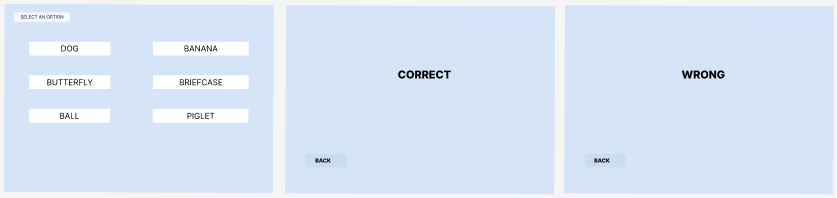 SELECT AN OPTION
DOG
BANANA
BUTTERFLY
BRIEFCASE
BALL
PIGLET
CORRECT
BACK
WRONG
BACK